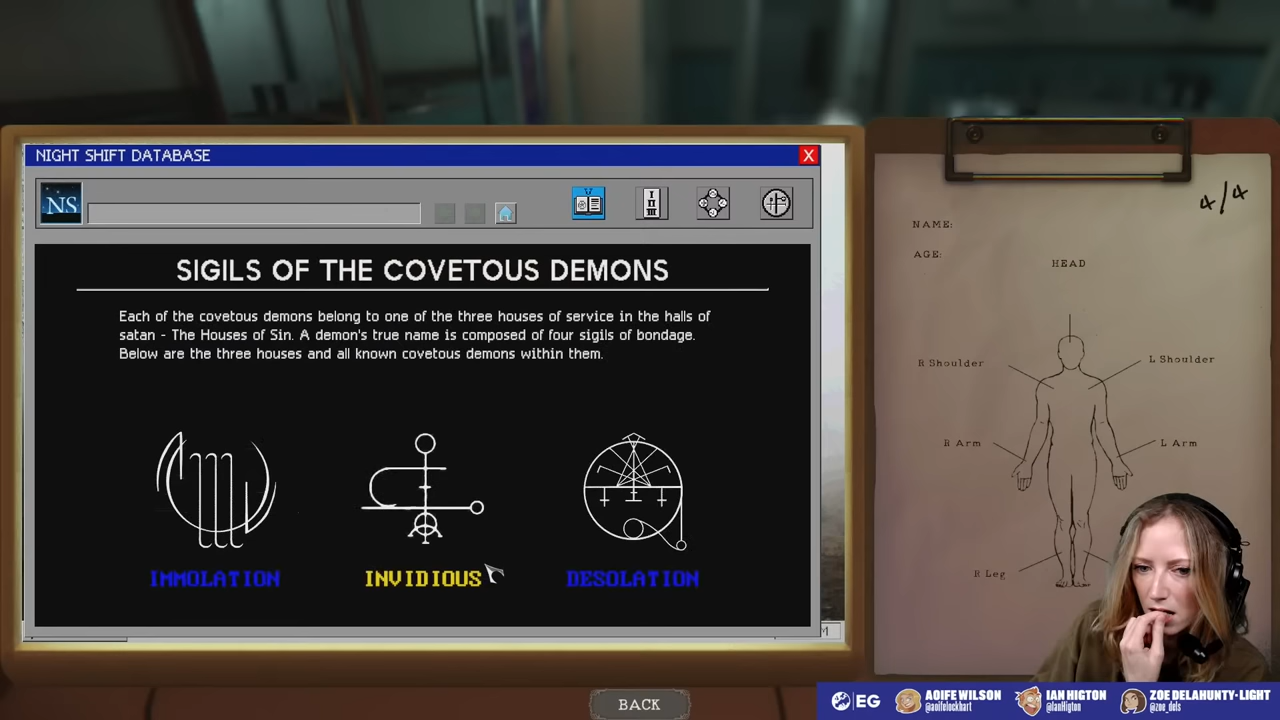 NIGHT SHIFT DATABASE
X
NS
I
II
III
SIGILS OF THE COVETOUS DEMONS
Each of the covetous demons belong to one of the three houses of service in the halls of
satan - The Houses of Sin. A demon's true name is composed of four sigils of bondage.
Below are the three houses and all known covetous demons within them.
IMMOLATION
INVIDIOUS
DESOLATION
BACK
4/4
NAME:
AGE:
HEAD
R Shoulder
L Shoulder
R Arm
L Arm
R Leg
EG
AOIFE WILSON
@aoifelockhart
IAN HIGTON
@IanHigton
ZOE DELAHUNTY-LIGHT
@zoe_dels